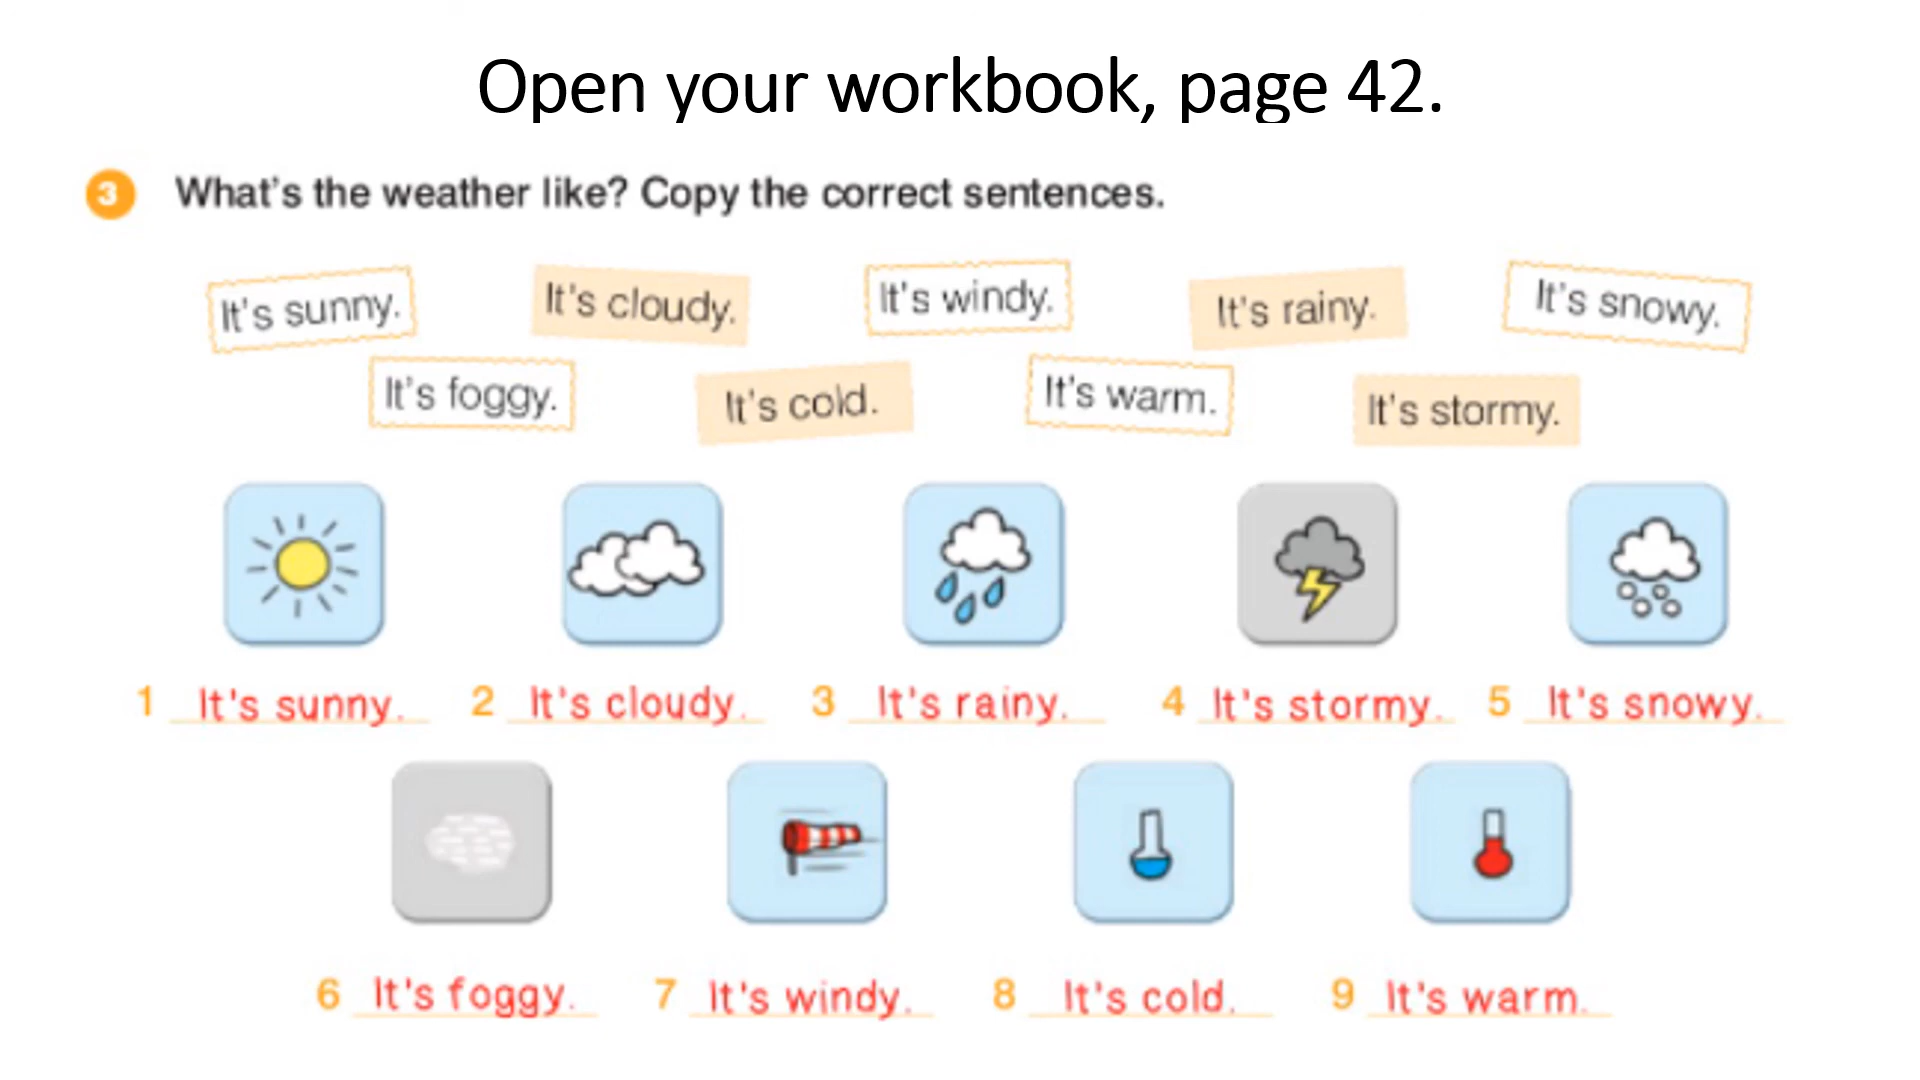 Open your workbook, page 42.
3 What's the weather like? Copy the correct sentences.
It's sunny. It's cloudy. It's windy. It's rainy. It's snowy.
It's foggy. It's cold. It's warm. It's stormy.
1 It's sunny. 2 It's cloudy. 3 It's rainy. 4 It's stormy. 5 It's snowy.
6 It's foggy. 7 It's windy. 8 It's cold. 9 It's warm.